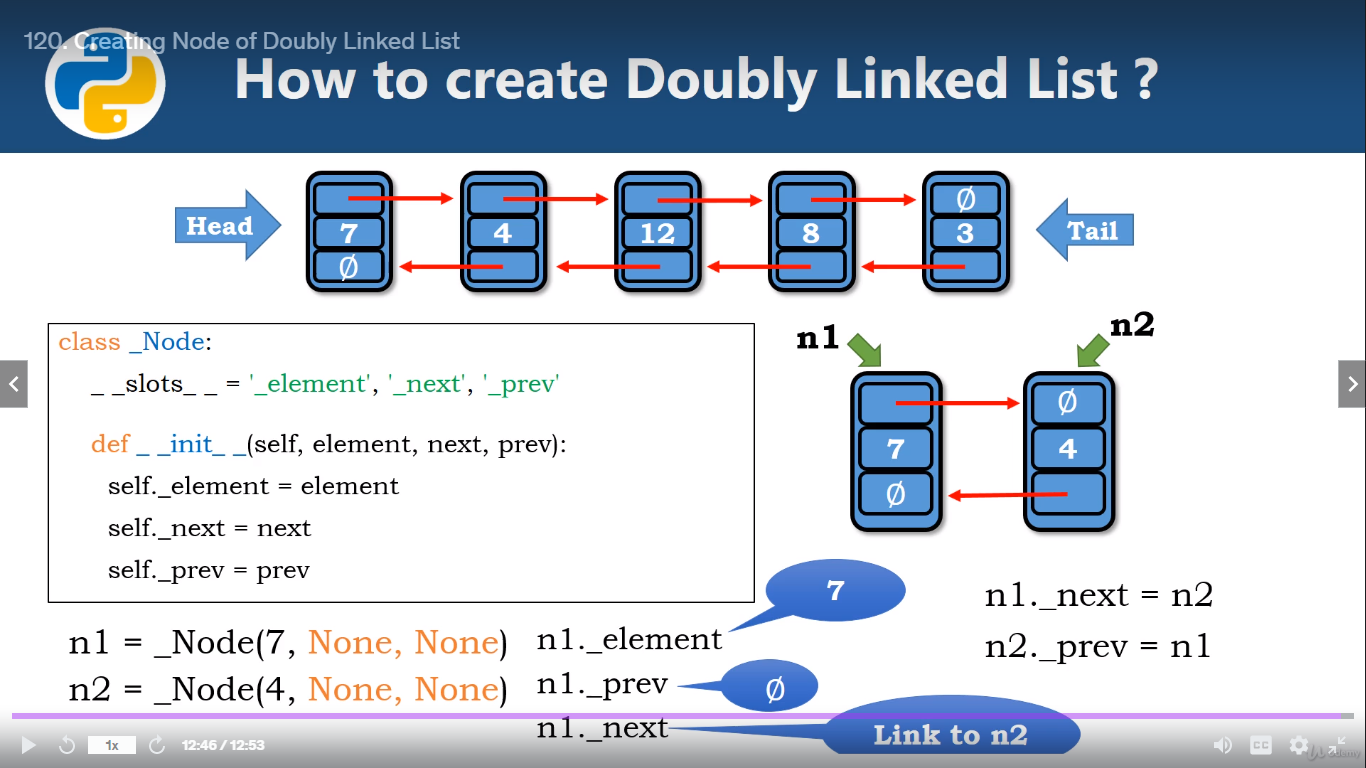 120. Creating Node of Doubly Linked List
How to create Doubly Linked List ?
Head
7
4
12
8
3
∅
∅
Tail
class _Node:
_ _slots_ _ = '_element', '_next', '_prev'
def _ _init_ _(self, element, next, prev):
self._element = element
self._next = next
self._prev = prev
n1
n2
∅
7
4
∅
n1 = _Node(7, None, None)
n2 = _Node(4, None, None)
n1._element
7
n1._prev
∅
n1._next
Link to n2
n1._next = n2
n2._prev = n1
1x
12:46 / 12:53
CC
Udemy